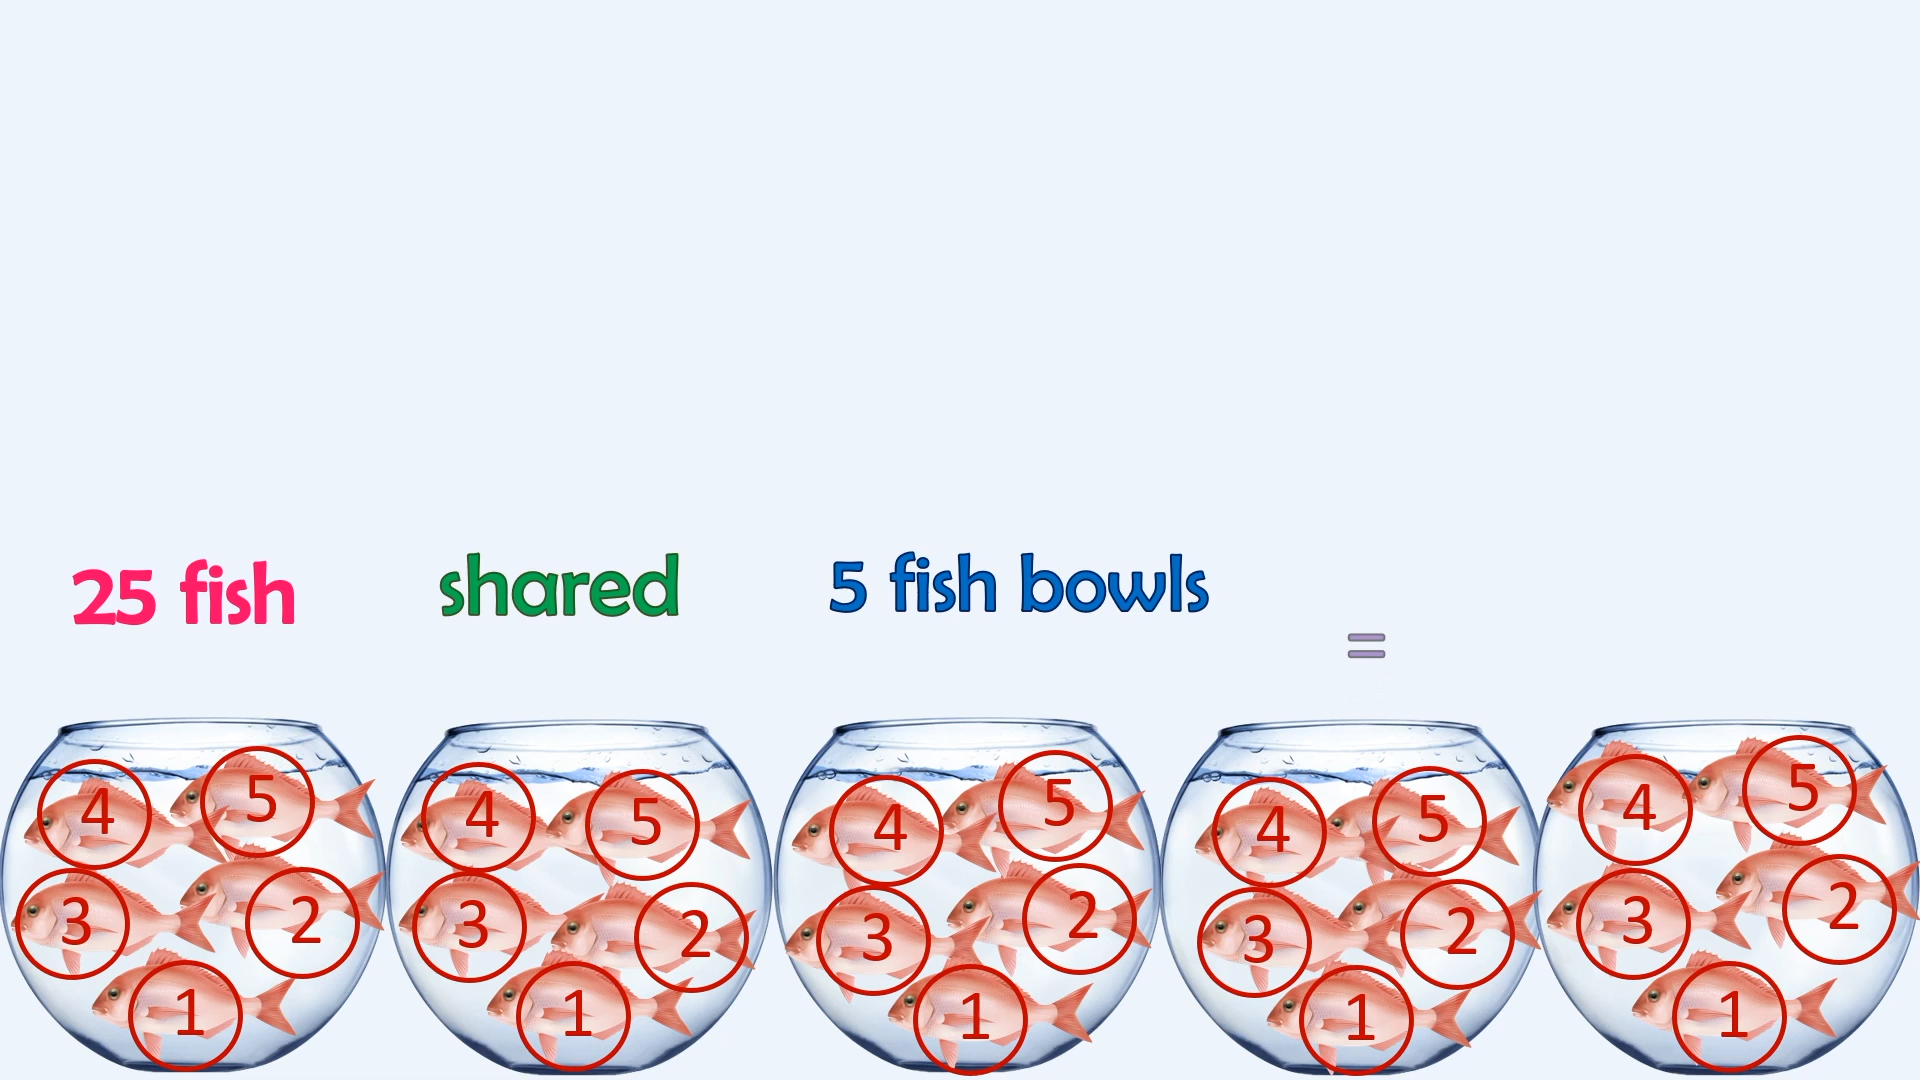 25 fish shared 5 fish bowls
=
4 5 4 5 4 5 4 5 4 5
3 2 3 2 3 2 3 2 3 2
1 1 1 1 1